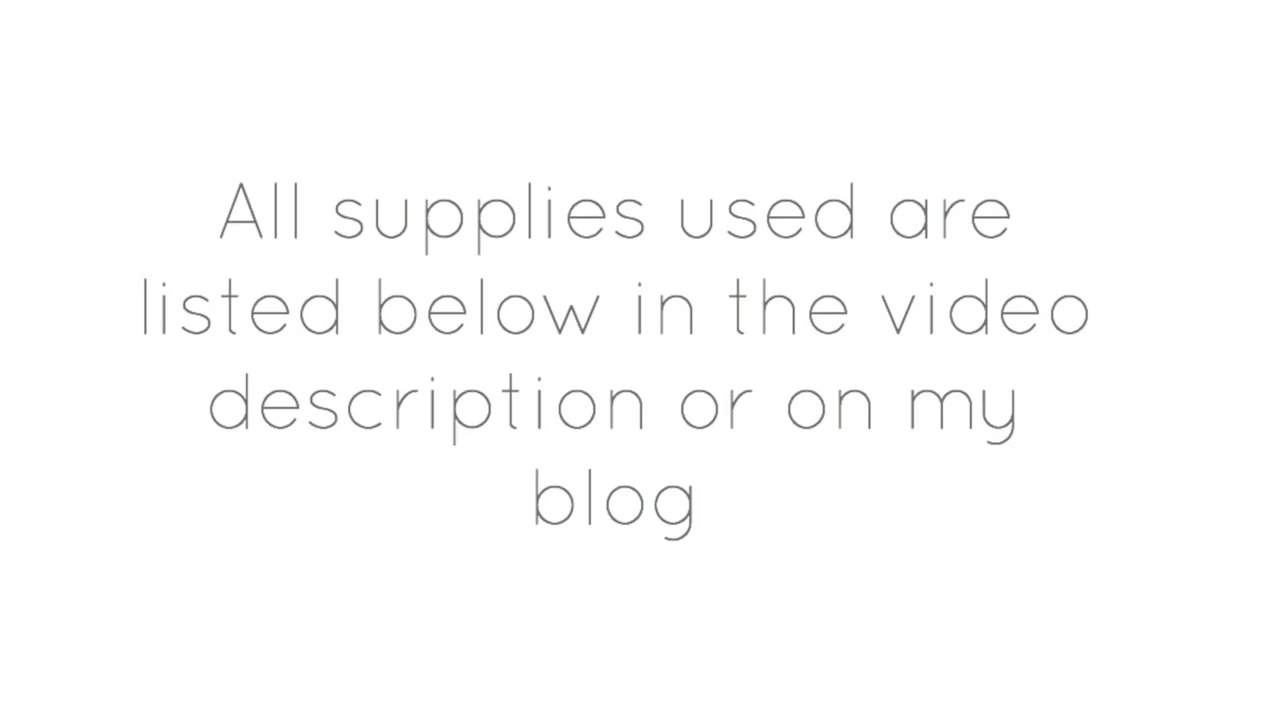 All supplies used are
listed below in the video
description or on my
blog